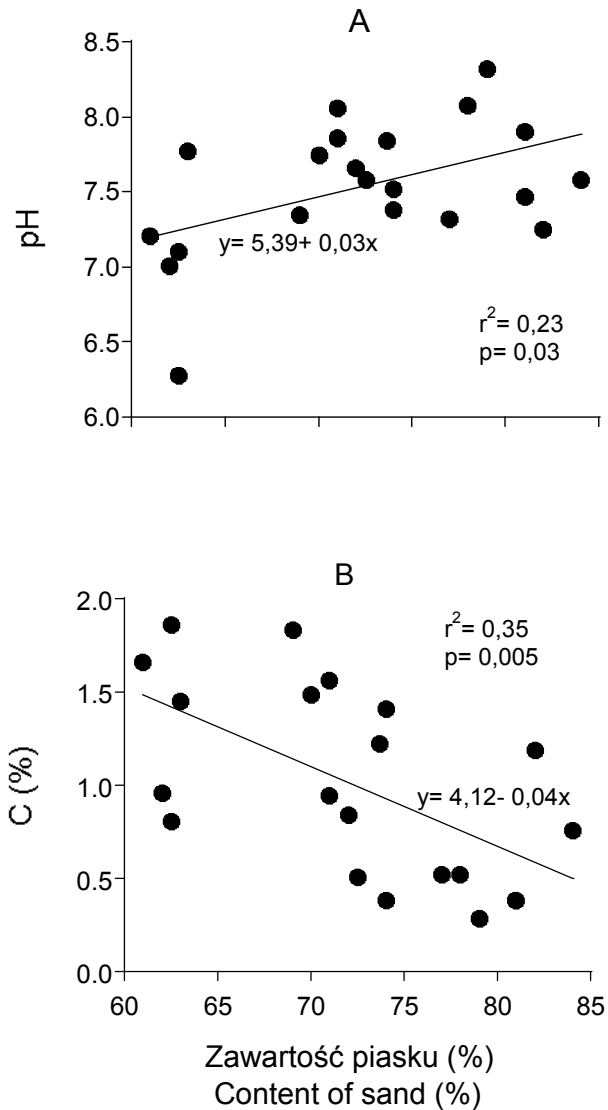 A
8.5
8.0
7.5
7.0
6.5
6.0
pH
y= 5,39+ 0,03x
r²= 0,23
p= 0,03
B
2.0
1.5
1.0
0.5
0.0
C (%)
r²= 0,35
p= 0,005
y= 4,12- 0,04x
60 65 70 75 80 85
Zawartość piasku (%)
Content of sand (%)